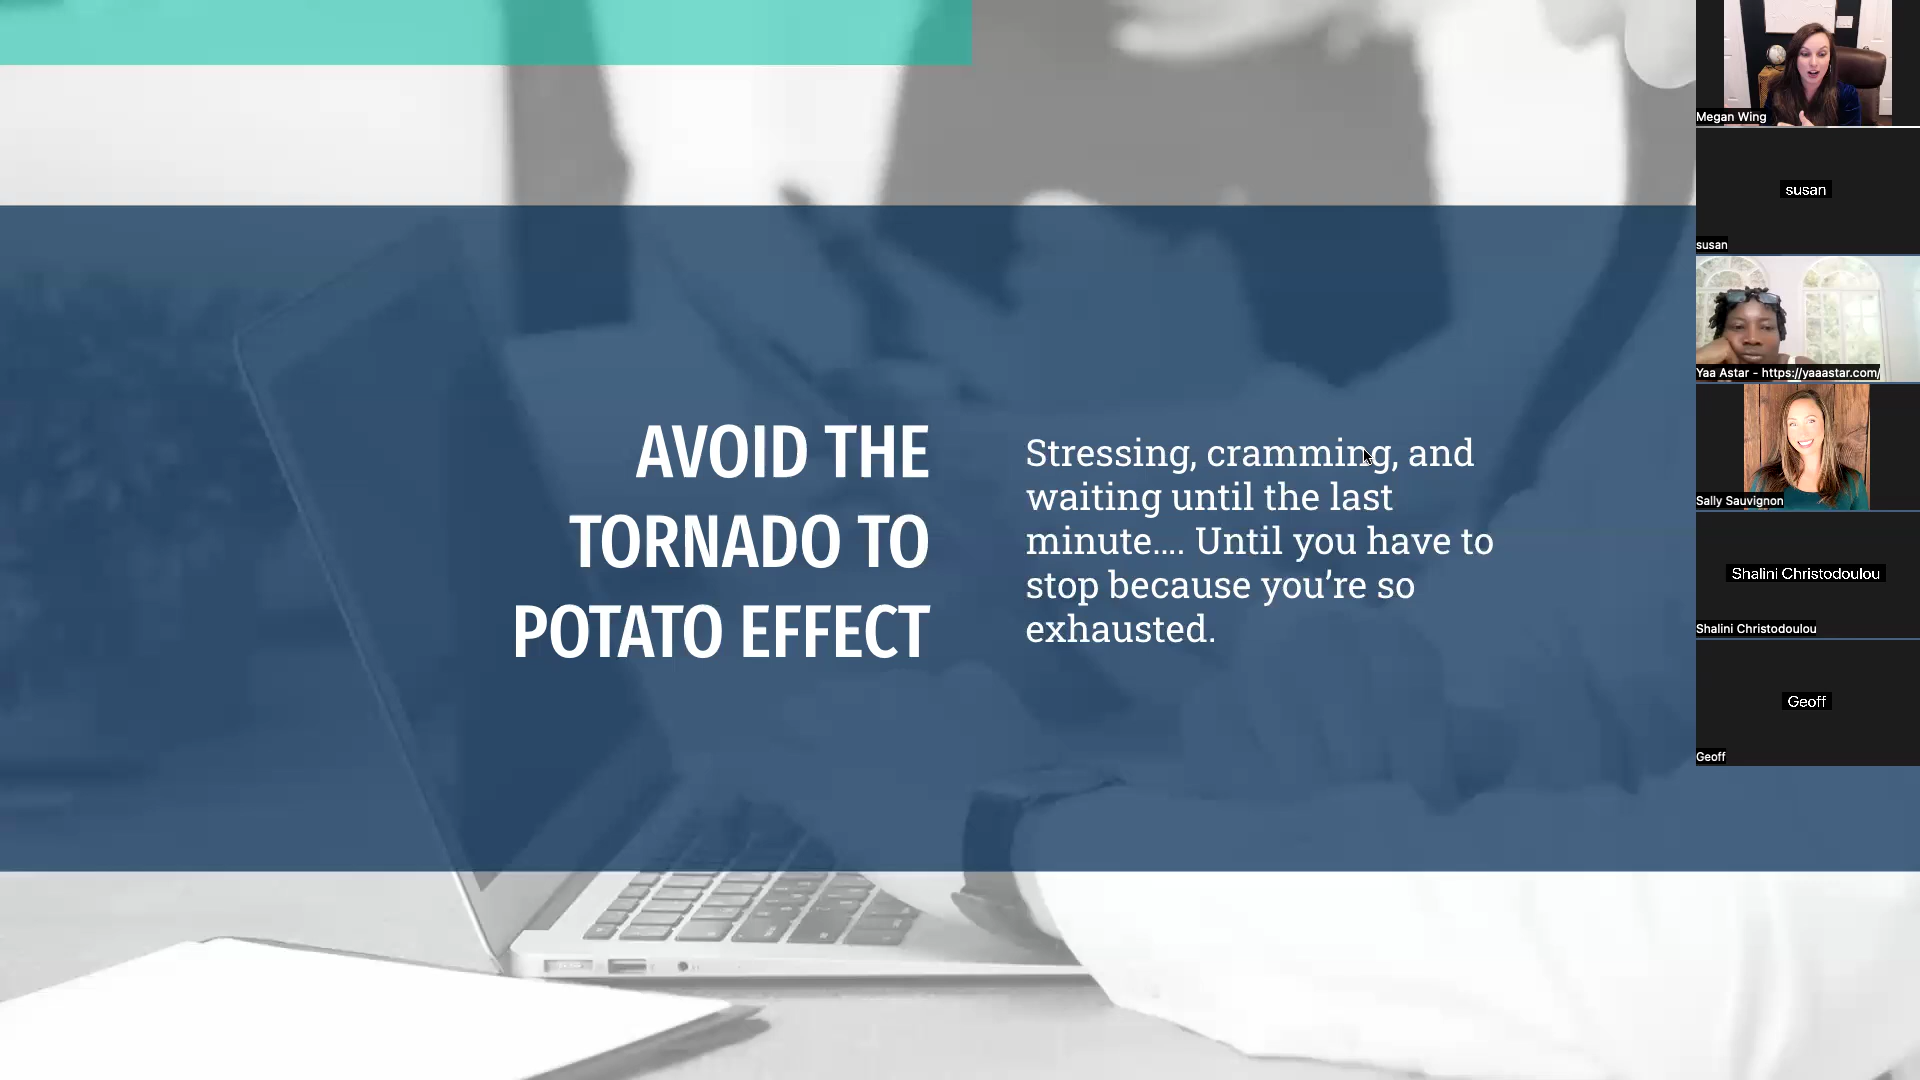 AVOID THE
TORNADO TO
POTATO EFFECT
Stressing, cramming, and
waiting until the last
minute.... Until you have to
stop because you’re so
exhausted.
Megan Wing
susan
susan
Yaa Astar - https://yaaastar.com/
Sally Sauvignon
Shalini Christodoulou
Shalini Christodoulou
Geoff
Geoff